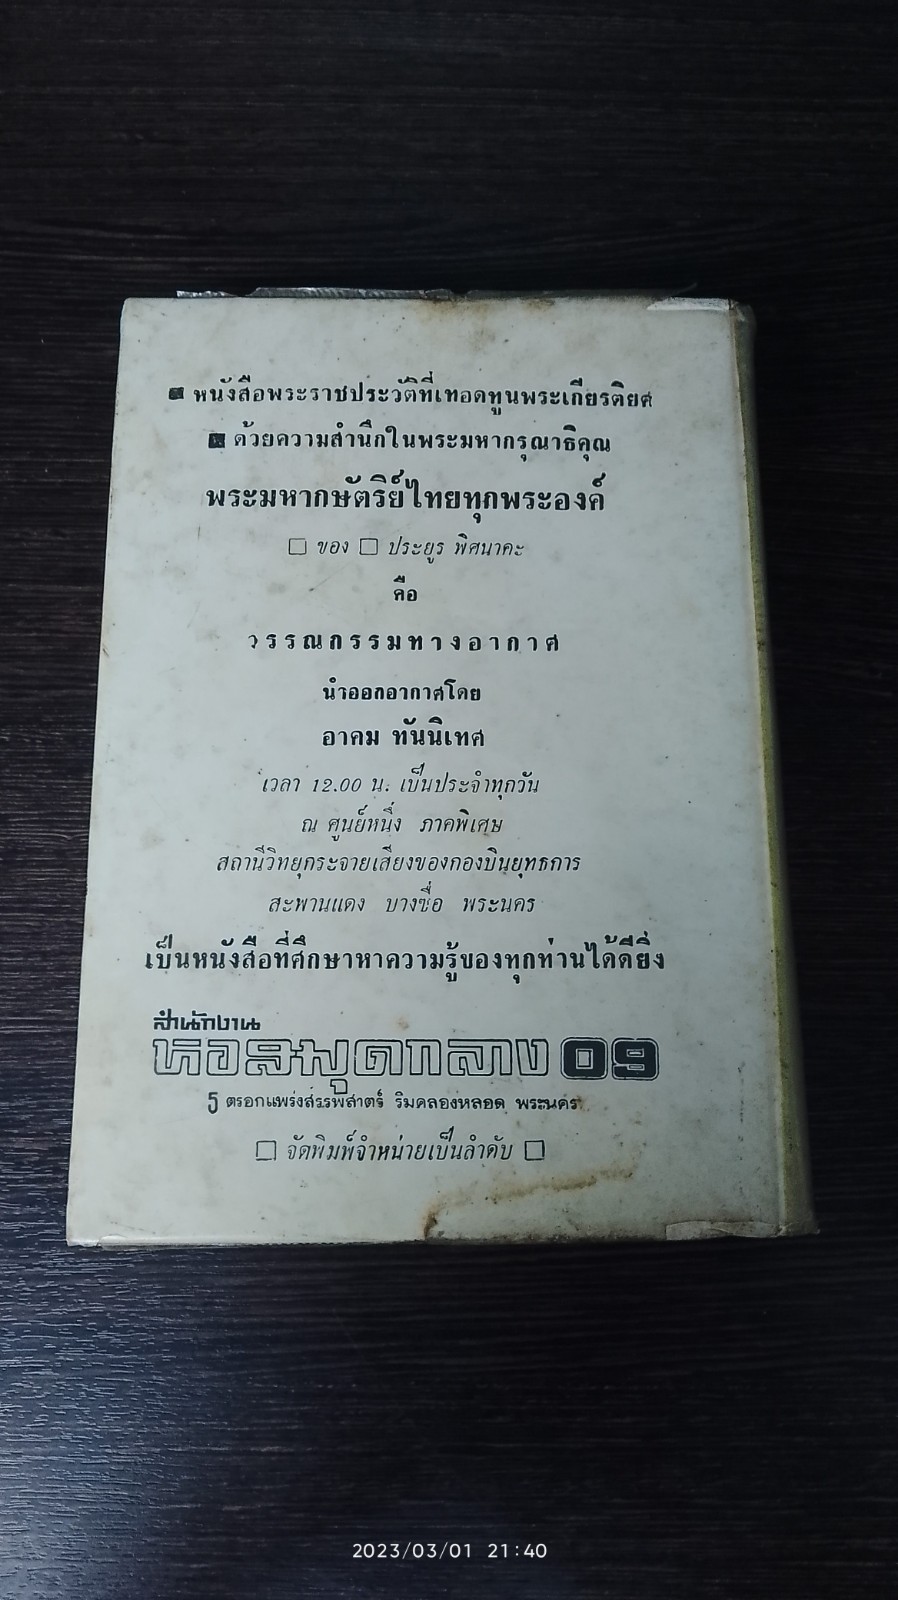 หนังสือพระราชประวัติที่เทอดทูนพระเกียรติยศ
ด้วยความสำนึกในพระมหากรุณาธิคุณ
พระมหากษัตริย์ไทยทุกพระองค์
□ ของ □ ประยูร พิศนาคะ
คือ
วรรณกรรมทางอากาศ
นำออกอากาศโดย
อาคม ทันนิเทศ
เวลา 12.00 น. เป็นประจำทุกวัน
ณ ศูนย์หนึ่ง ภาคพิเศษ
สถานีวิทยุกระจายเสียงของกองบินยุทธการ
สะพานแดง บางซื่อ พระนคร
เป็นหนังสือที่ศึกษาหาความรู้ของทุกท่านได้ดียิ่ง
สำนักงาน
หอสมุดกลาง 09
5 ตรอกแพร่งสรรพสาตร์ ริมคลองหลอด พระนคร
□ จัดพิมพ์จำหน่ายเป็นลำดับ □
2023/03/01 21:40